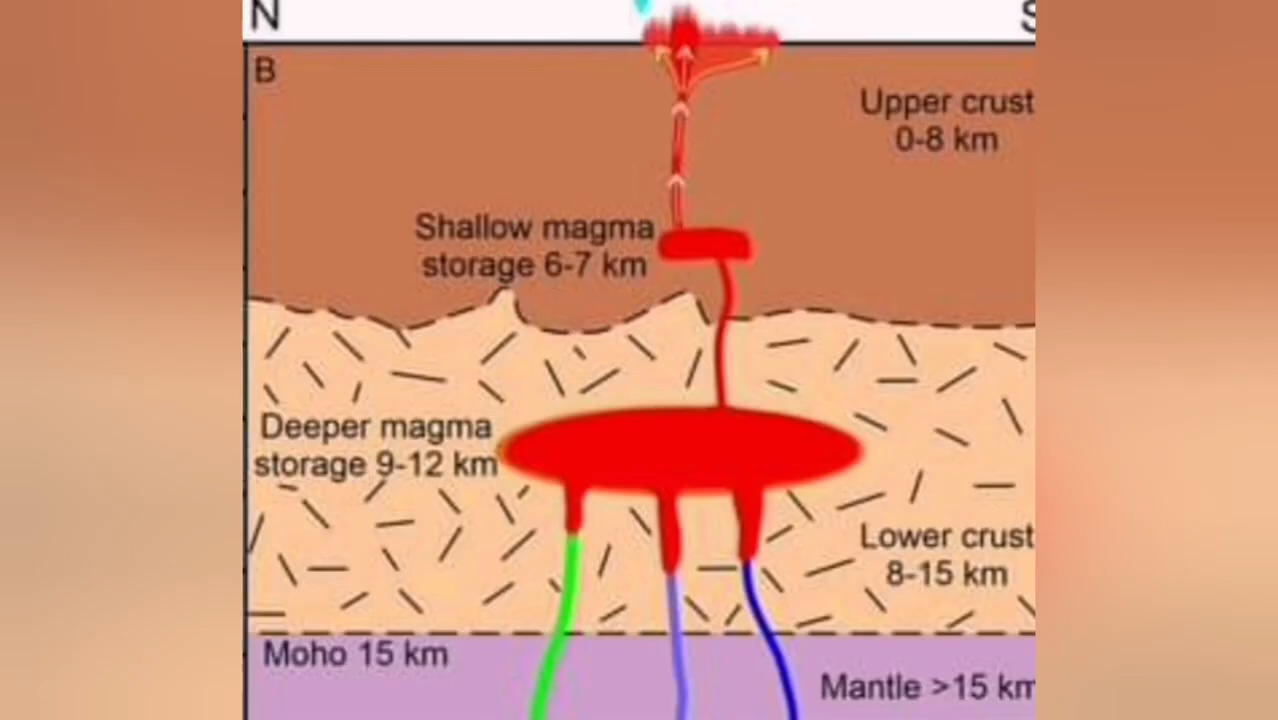 N
S
B
Upper crust
0-8 km
Shallow magma
storage 6-7 km
Deeper magma
storage 9-12 km
Lower crust
8-15 km
Moho 15 km
Mantle >15 km